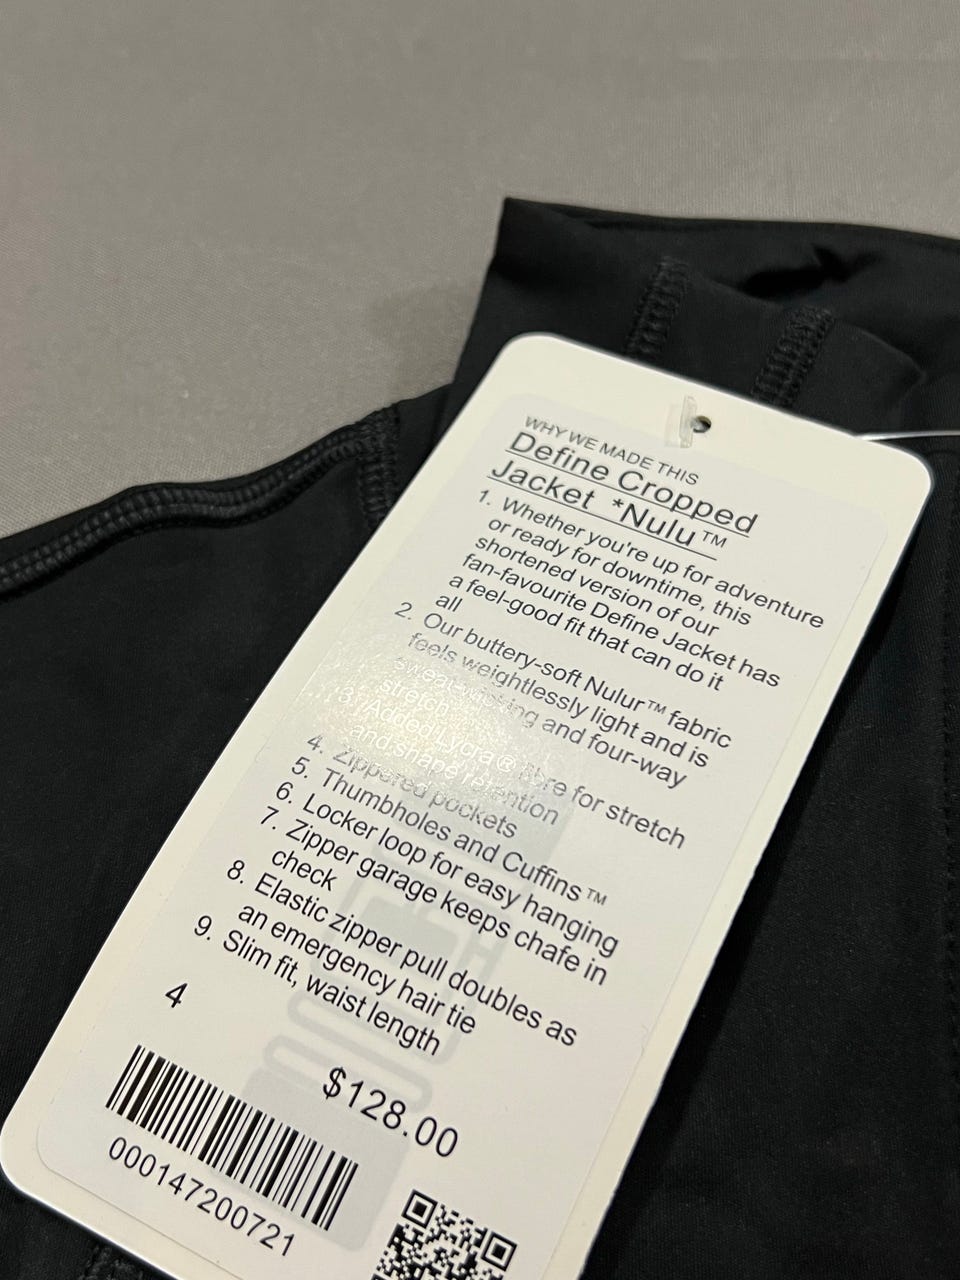 WHY WE MADE THIS
Define Cropped
Jacket *Nulu™
1. Whether you're up for adventure
or ready for downtime, this
shortened version of our
fan-favourite Define Jacket has
a feel-good fit that can do it
all
2. Our buttery-soft Nulur™ fabric
feels weightlessly light and is
sweat-wicking and four-way
stretch
3. Added Lycra® fibre for stretch
and shape retention
4. Zippered pockets
5. Thumbholes and Cuffins™
6. Locker loop for easy hanging
7. Zipper garage keeps chafe in
check
8. Elastic zipper pull doubles as
an emergency hair tie
9. Slim fit, waist length
4
$128.00
000147200721